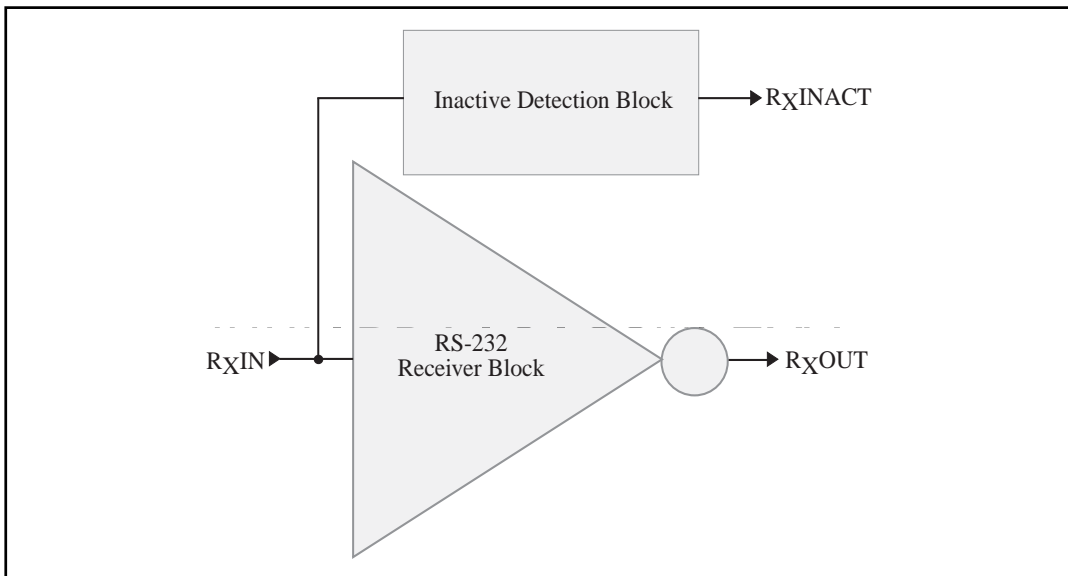 Inactive Detection Block
RXINACT
RS-232
Receiver Block
RXIN
RXOUT